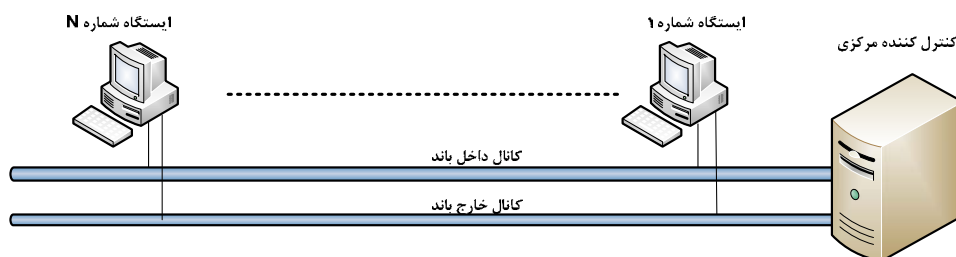 کنترل کننده مرکزی
ایستگاه شماره ۱
ایستگاه شماره N
کانال داخل باند
کانال خارج باند